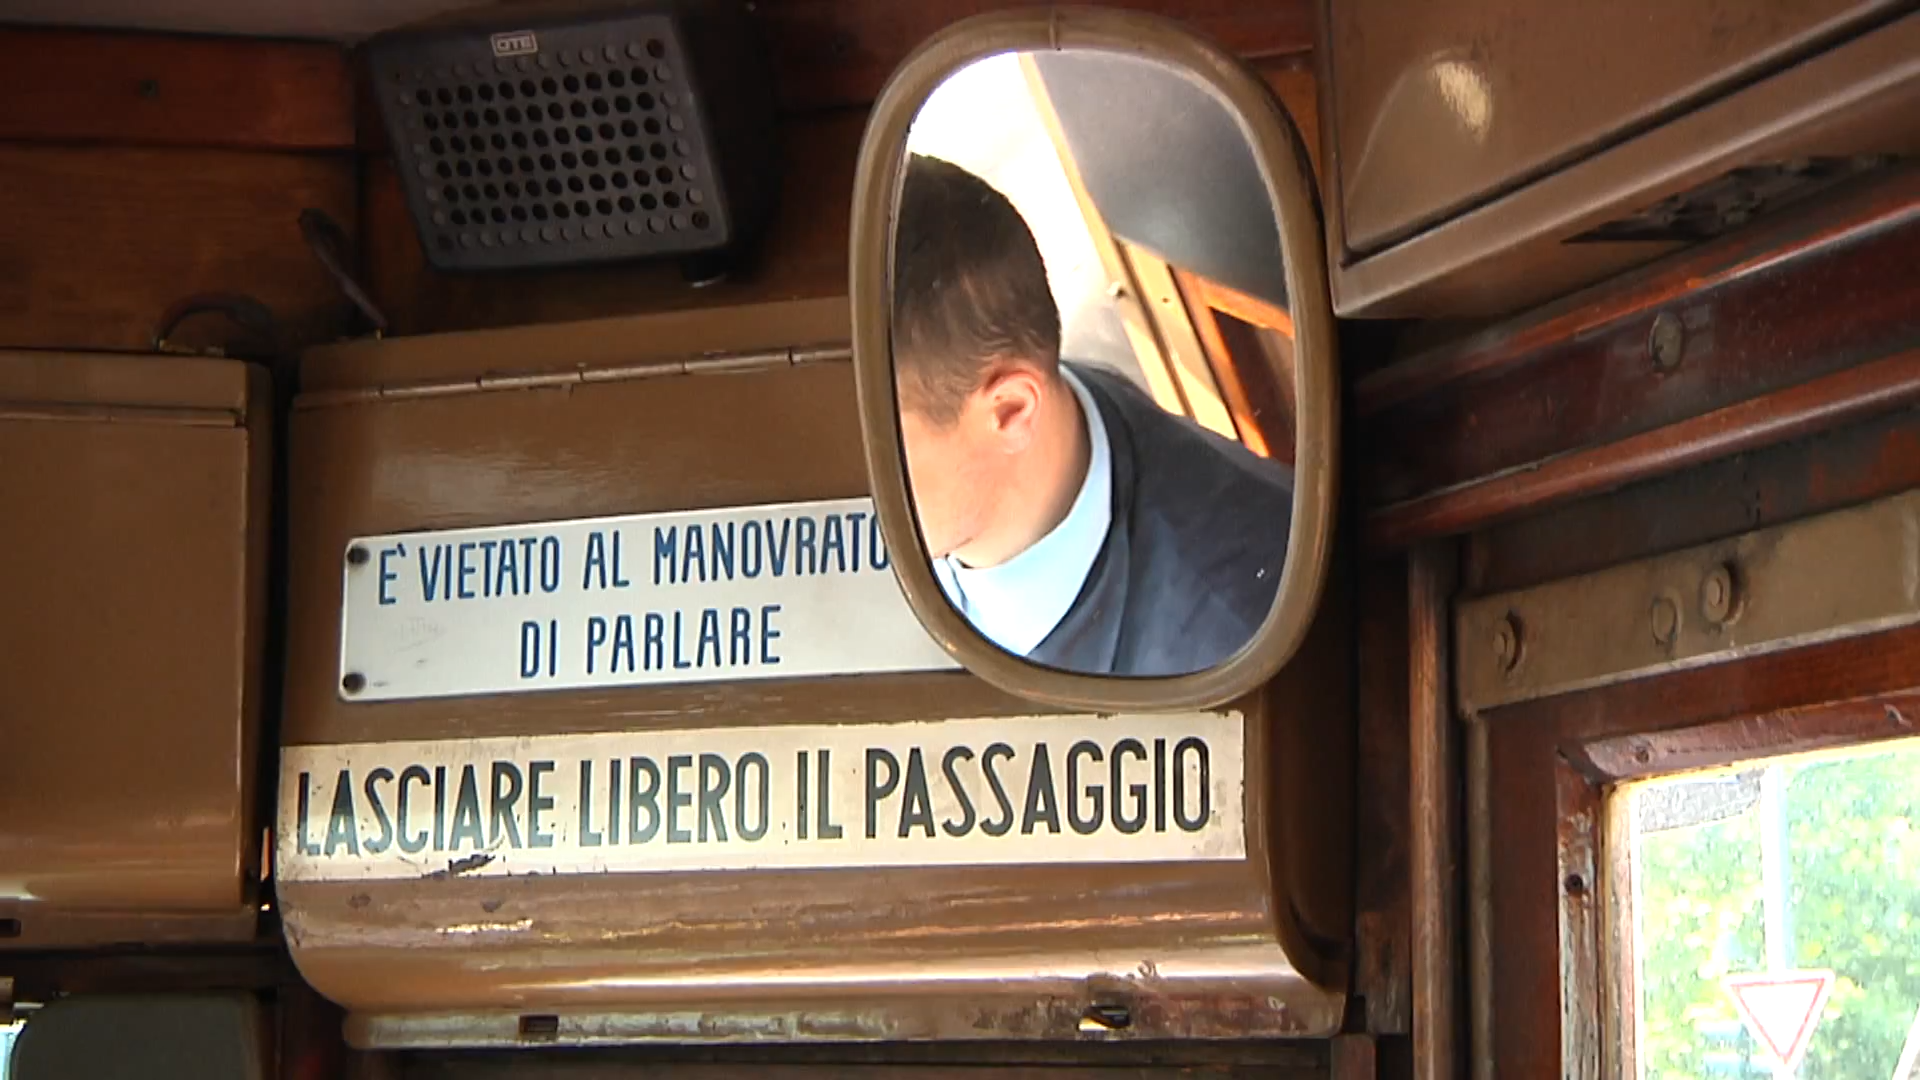 OTE
E` VIETATO AL MANOVRATO
DI PARLARE
LASCIARE LIBERO IL PASSAGGIO